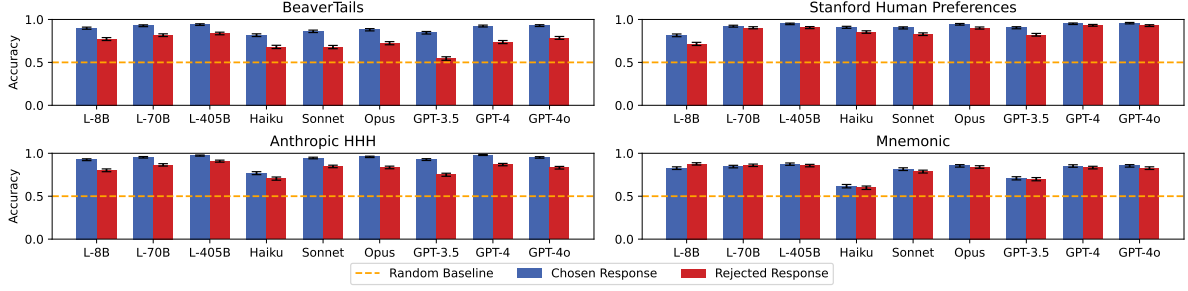 BeaverTails
Stanford Human Preferences
Accuracy
1.0
0.5
0.0
L-8B L-70B L-405B Haiku Sonnet Opus GPT-3.5 GPT-4 GPT-4o
1.0
0.5
0.0
L-8B L-70B L-405B Haiku Sonnet Opus GPT-3.5 GPT-4 GPT-4o
Anthropic HHH
Mnemonic
Accuracy
1.0
0.5
0.0
L-8B L-70B L-405B Haiku Sonnet Opus GPT-3.5 GPT-4 GPT-4o
1.0
0.5
0.0
L-8B L-70B L-405B Haiku Sonnet Opus GPT-3.5 GPT-4 GPT-4o
Random Baseline Chosen Response Rejected Response